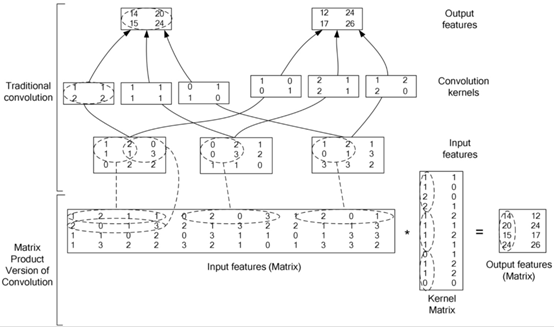 14 20 12 24 Output
15 24 17 26 features
Traditional
convolution
1 1 1 1 0 1 1 0 2 1 1 2 Convolution
2 2 1 1 1 0 0 1 2 1 2 0 kernels
1 2 0 0 2 1 1 2 1 Input
1 1 3 0 3 2 0 1 3 features
0 2 2 1 1 0 3 3 2
Matrix
Product
Version of
Convolution
1 2 1 1 0 2 0 3 1 2 0 1
2 0 1 3 2 1 3 2 2 1 1 3
1 1 0 2 0 3 1 1 0 1 3 3
1 3 2 2 3 2 1 0 1 3 3 2
Input features (Matrix)
*
1 1
1 0
2 0
2 1
1 2
1 1
1 2
1 1
0 1
1 2
1 2
0 0
Kernel
Matrix
=
14 12
20 24
15 17
24 26
Output features
(Matrix)